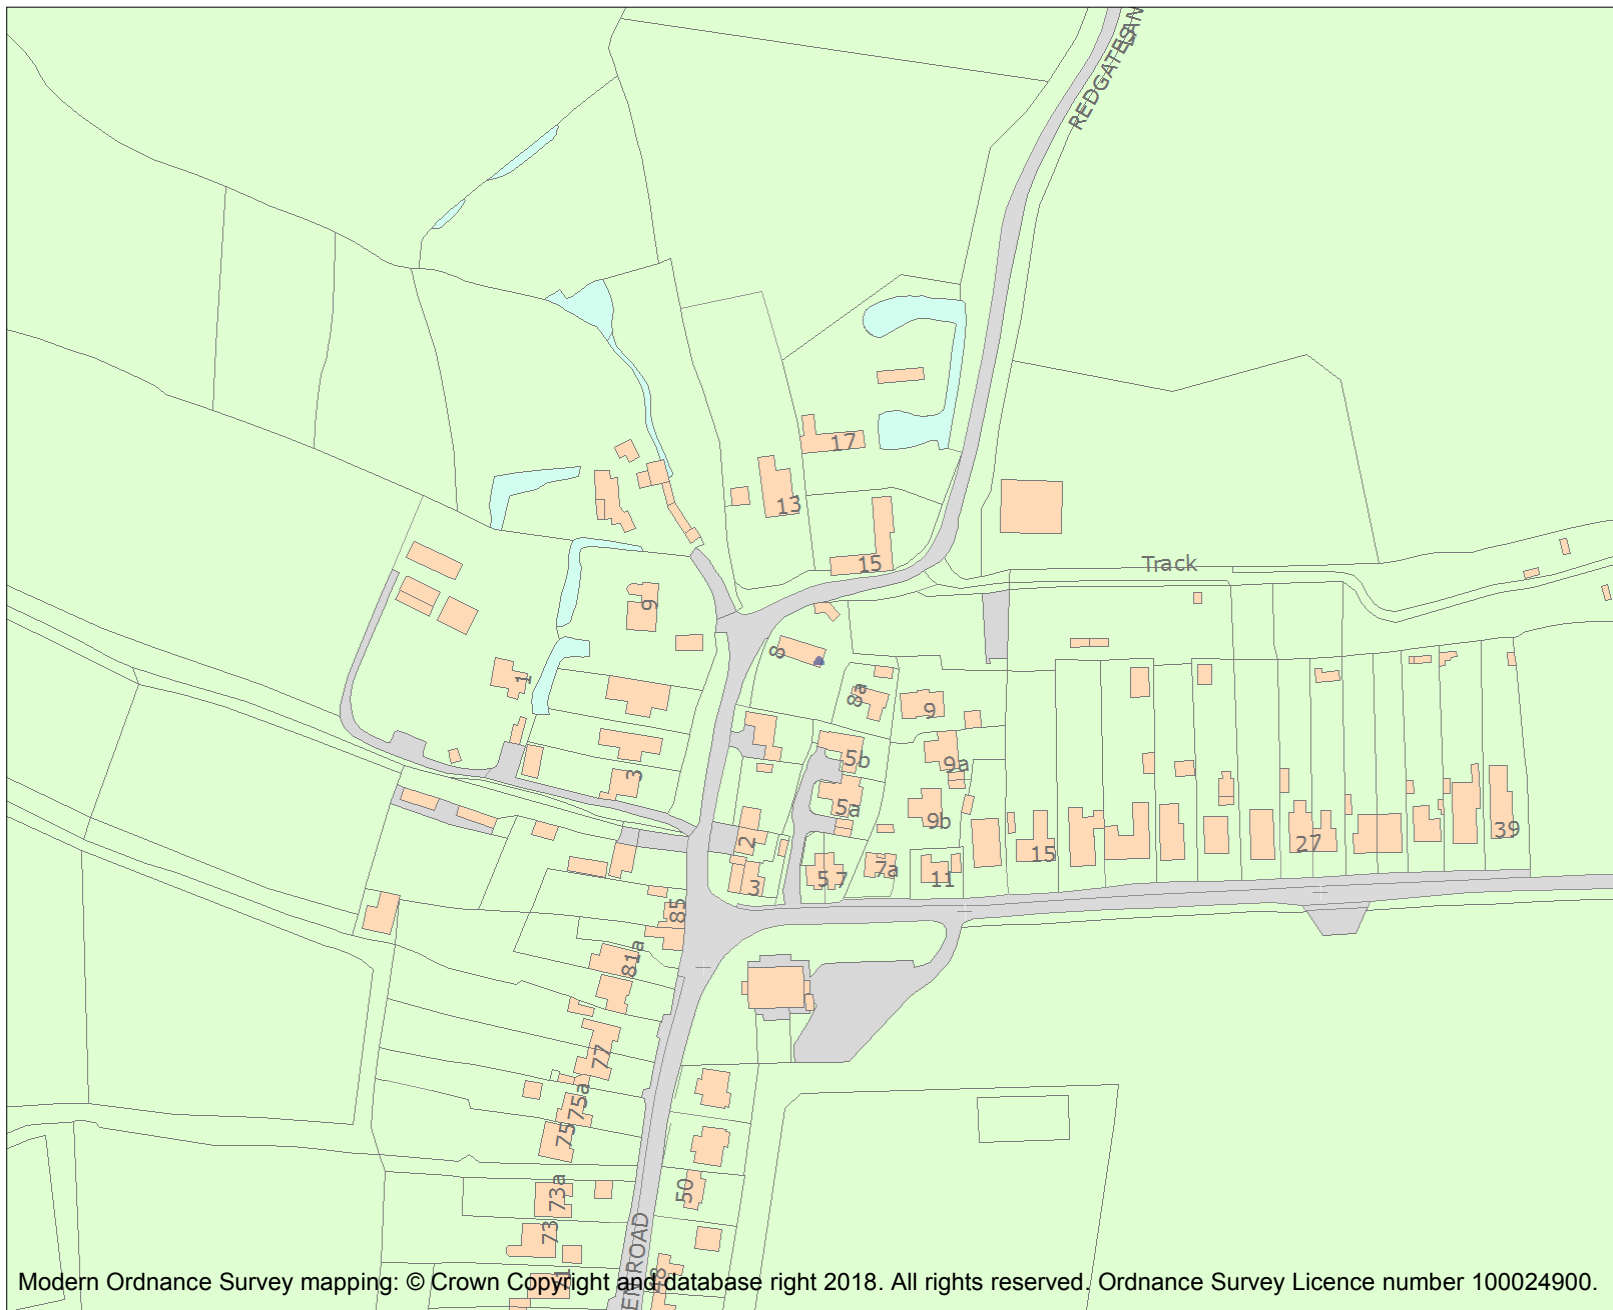 REDGATE LAN
17
13
15
Track
9
8
1
8a
9
5b
9a
3
5a
9b
2
27
39
15
7a
5 7
11
3
85
81a
77
75a
75
73a
50
73
EN ROAD
Modern Ordnance Survey mapping: © Crown Copyright and database right 2018. All rights reserved. Ordnance Survey Licence number 100024900.